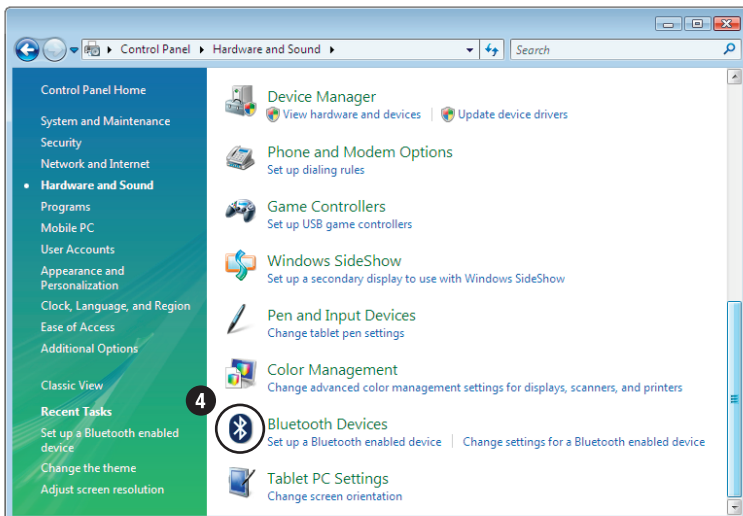 Control Panel ▸ Hardware and Sound ▸
Search
Control Panel Home
System and Maintenance
Security
Network and Internet
• Hardware and Sound
Programs
Mobile PC
User Accounts
Appearance and
Personalization
Clock, Language, and Region
Ease of Access
Additional Options
Classic View
Recent Tasks
Set up a Bluetooth enabled
device
Change the theme
Adjust screen resolution
Device Manager
View hardware and devices | Update device drivers
Phone and Modem Options
Set up dialing rules
Game Controllers
Set up USB game controllers
Windows SideShow
Set up a secondary display to use with Windows SideShow
Pen and Input Devices
Change tablet pen settings
Color Management
Change advanced color management settings for displays, scanners, and printers
4
Bluetooth Devices
Set up a Bluetooth enabled device | Change settings for a Bluetooth enabled device
Tablet PC Settings
Change screen orientation